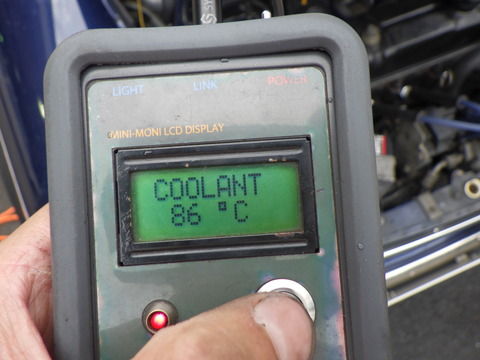 LIGHT LINK POWER
MINI-MONI LCD DISPLAY
COOLANT
86 °C